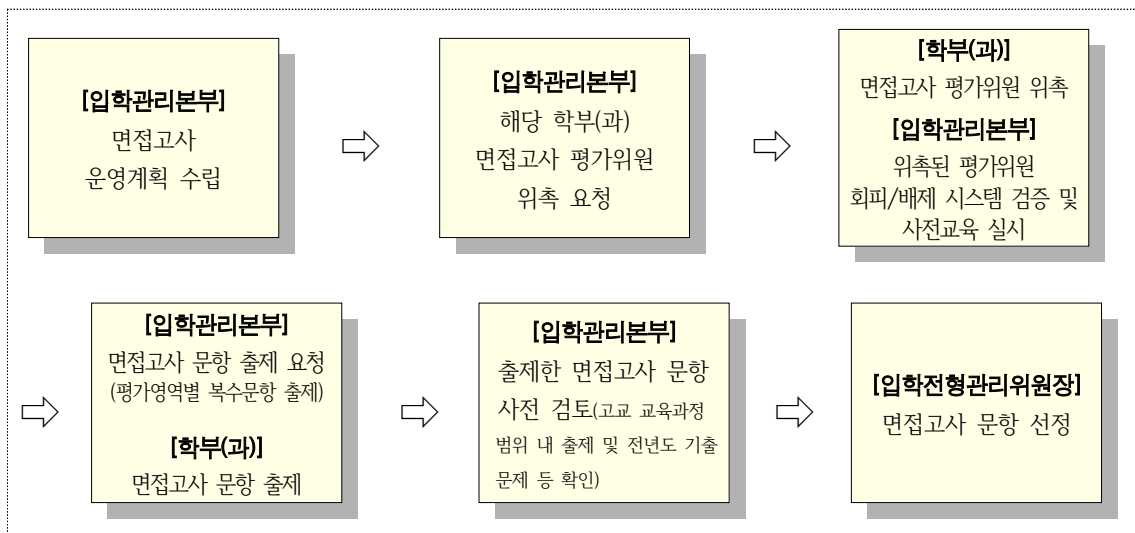 [입학관리본부]
면접고사
운영계획 수립
[입학관리본부]
해당 학부(과)
면접고사 평가위원
위촉 요청
[학부(과)]
면접고사 평가위원 위촉
[입학관리본부]
위촉된 평가위원
회피/배제 시스템 검증 및
사전교육 실시
[입학관리본부]
면접고사 문항 출제 요청
(평가영역별 복수문항 출제)
[학부(과)]
면접고사 문항 출제
[입학관리본부]
출제한 면접고사 문항
사전 검토(고교 교육과정
범위 내 출제 및 전년도 기출
문제 등 확인)
[입학전형관리위원장]
면접고사 문항 선정